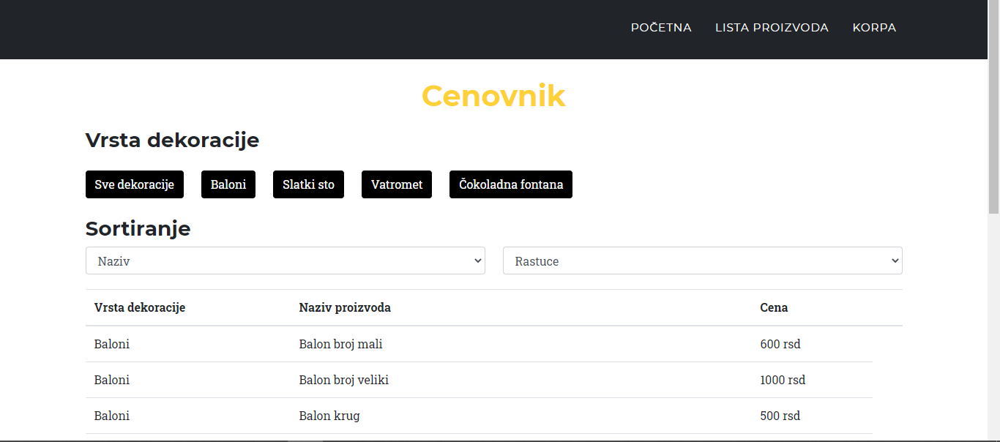 POČETNA LISTA PROIZVODA KORPA
Cenovnik
Vrsta dekoracije
Sve dekoracije Baloni Slatki sto Vatromet Čokoladna fontana
Sortiranje
Naziv Rastuce
Vrsta dekoracije Naziv proizvoda Cena
Baloni Balon broj mali 600 rsd
Baloni Balon broj veliki 1000 rsd
Baloni Balon krug 500 rsd